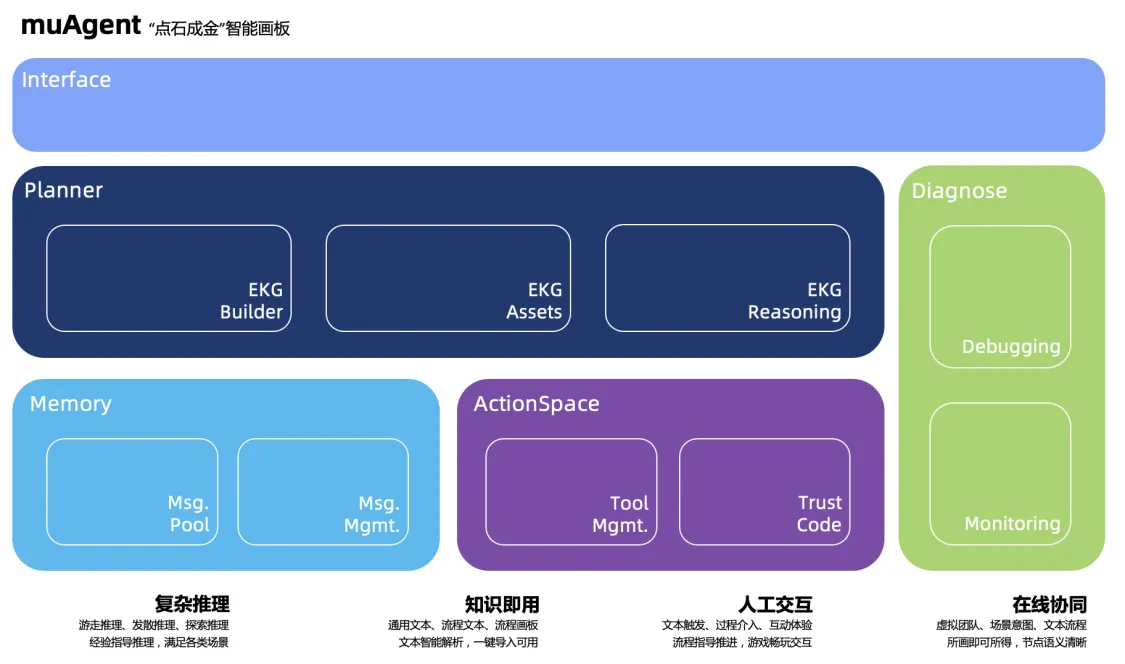 muAgent “点石成金”智能画板
Interface
Planner
EKG
Builder
EKG
Assets
EKG
Reasoning
Diagnose
Debugging
Monitoring
Memory
Msg.
Pool
Msg.
Mgmt.
ActionSpace
Tool
Mgmt.
Trust
Code
复杂推理
游走推理、发散推理、探索推理
经验指导推理，满足各类场景
知识即用
通用文本、流程文本、流程画板
文本智能解析，一键导入可用
人工交互
文本触发、过程介入、互动体验
流程指导推进，游戏畅玩交互
在线协同
虚拟团队、场景意图、文本流程
所画即可所得，节点语义清晰